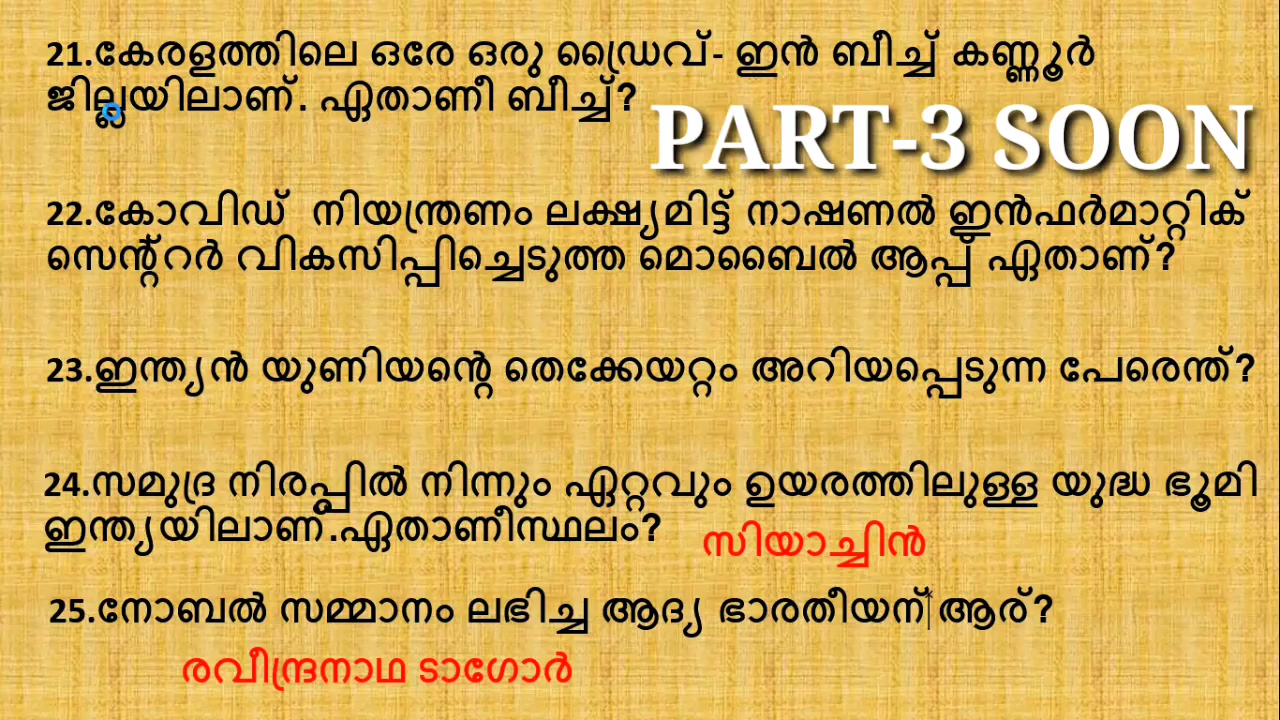 21.കേരളത്തിലെ ഒരേ ഒരു ഡ്രൈവ്- ഇൻ ബീച്ച് കണ്ണൂർ
ജില്ലയിലാണ്. ഏതാണീ ബീച്ച്?
PART-3 SOON
22.കോവിഡ് നിയന്ത്രണം ലക്ഷ്യമിട്ട് നാഷണൽ ഇൻഫർമാറ്റിക്
സെന്റ്റർ വികസിപ്പിച്ചെടുത്ത മൊബൈൽ ആപ്പ് ഏതാണ്?
23.ഇന്ത്യൻ യുണിയന്റെ തെക്കേയറ്റം അറിയപ്പെടുന്ന പേരെന്ത്?
24.സമുദ്ര നിരപ്പിൽ നിന്നും ഏറ്റവും ഉയരത്തിലുള്ള യുദ്ധ ഭൂമി
ഇന്ത്യയിലാണ്.ഏതാണീസ്ഥലം?
സിയാച്ചിൻ
25.നോബൽ സമ്മാനം ലഭിച്ച ആദ്യ ഭാരതീയന് ആര്?
രവീന്ദ്രനാഥ ടാഗോർ